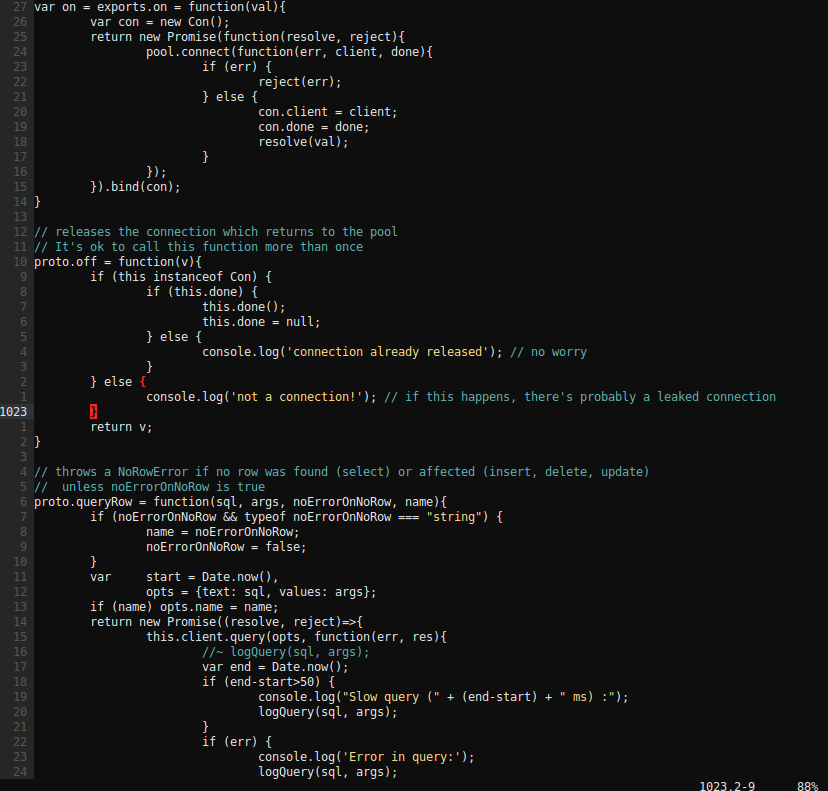 27 var on = exports.on = function(val){
26         var con = new Con();
25         return new Promise(function(resolve, reject){
24                 pool.connect(function(err, client, done){
23                         if (err) {
22                                 reject(err);
21                         } else {
20                                 con.client = client;
19                                 con.done = done;
18                                 resolve(val);
17                         }
16                 });
15         }).bind(con);
14 }
13
12 // releases the connection which returns to the pool
11 // It's ok to call this function more than once
10 proto.off = function(v){
9         if (this instanceof Con) {
8                 if (this.done) {
7                         this.done();
6                         this.done = null;
5                 } else {
4                         console.log('connection already released'); // no worry
3                 }
2         } else {
1                 console.log('not a connection!'); // if this happens, there's probably a leaked connection
1023         }
1         return v;
2 }
3
4 // throws a NoRowError if no row was found (select) or affected (insert, delete, update)
5 //  unless noErrorOnNoRow is true
6 proto.queryRow = function(sql, args, noErrorOnNoRow, name){
7         if (noErrorOnNoRow && typeof noErrorOnNoRow === "string") {
8                 name = noErrorOnNoRow;
9                 noErrorOnNoRow = false;
10         }
11         var     start = Date.now(),
12                 opts = {text: sql, values: args};
13         if (name) opts.name = name;
14         return new Promise((resolve, reject)=>{
15                 this.client.query(opts, function(err, res){
16                         //~ logQuery(sql, args);
17                         var end = Date.now();
18                         if (end-start>50) {
19                                 console.log("Slow query (" + (end-start) + " ms) :");
20                                 logQuery(sql, args);
21                         }
22                         if (err) {
23                                 console.log('Error in query:');
24                                 logQuery(sql, args);
1023,2-9      88%